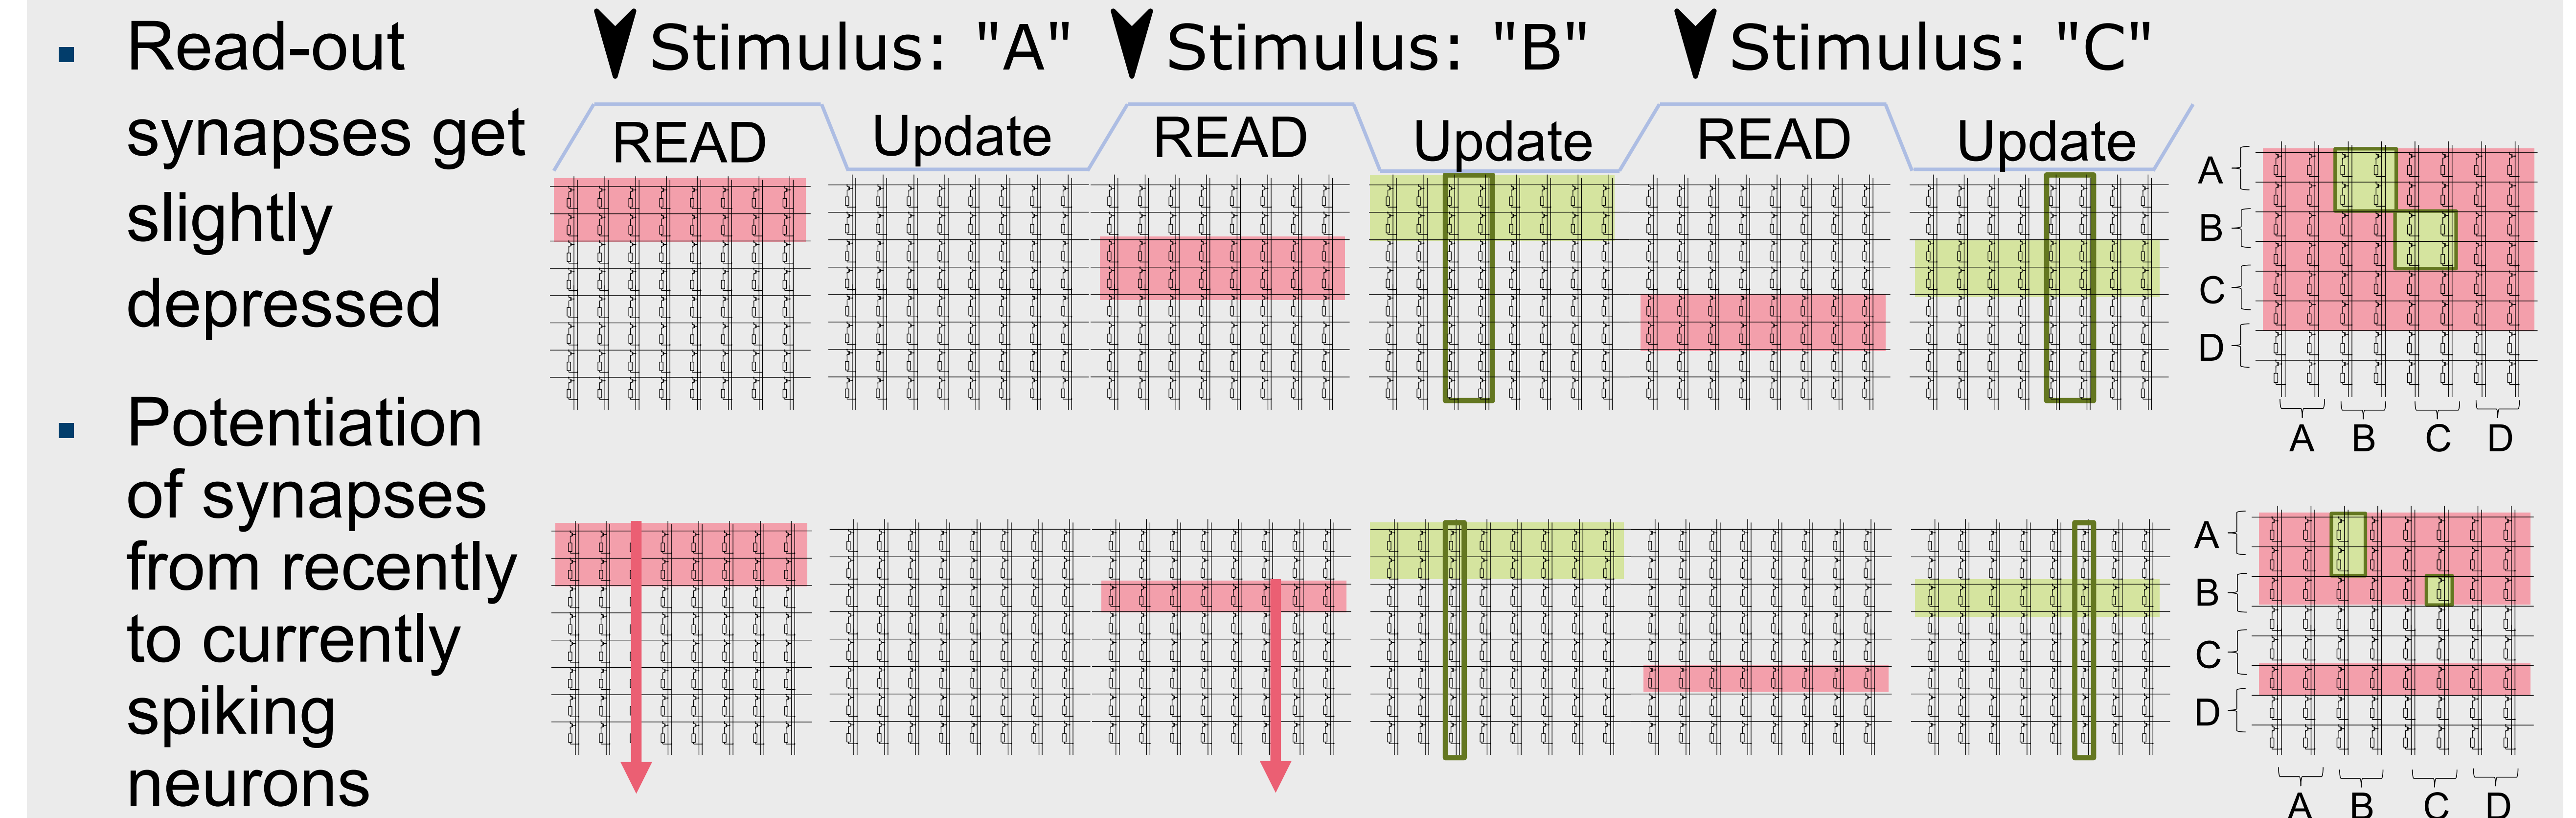 Read-out
synapses get
slightly
depressed
Potentiation
of synapses
from recently
to currently
spiking
neurons
Stimulus: "A"
Stimulus: "B"
Stimulus: "C"
READ
Update
READ
Update
READ
Update
A
B
C
D
A B C D
A
B
C
D
A B C D